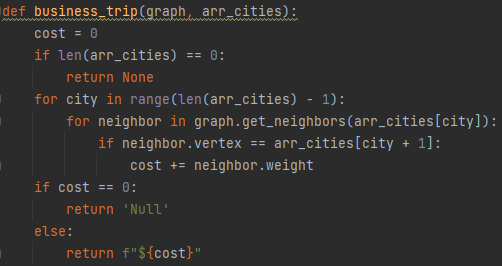 def business_trip(graph, arr_cities):
    cost = 0
    if len(arr_cities) == 0:
        return None
    for city in range(len(arr_cities) - 1):
        for neighbor in graph.get_neighbors(arr_cities[city]):
            if neighbor.vertex == arr_cities[city + 1]:
                cost += neighbor.weight
    if cost == 0:
        return 'Null'
    else:
        return f"${cost}"